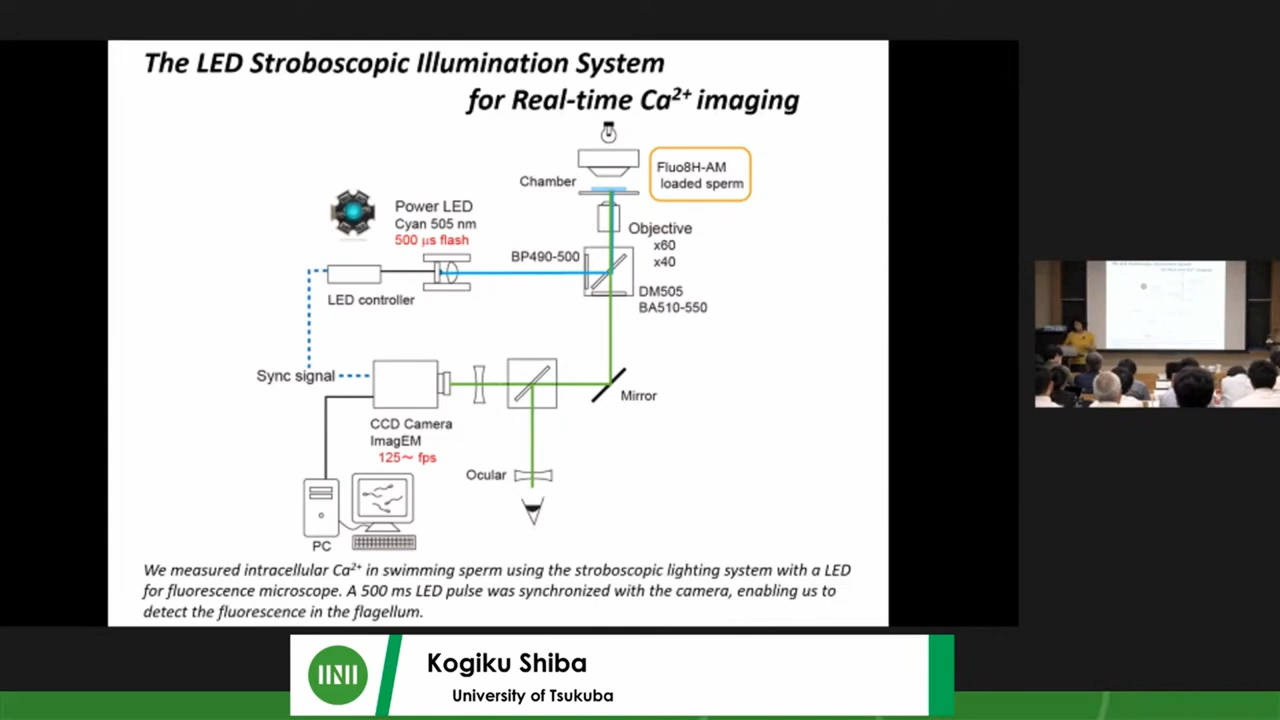 The LED Stroboscopic Illumination System
for Real-time Ca2+ imaging
Chamber
Fluo8H-AM
loaded sperm
Power LED
Cyan 505 nm
500 μs flash
Objective
x60
x40
BP490-500
DM505
BA510-550
LED controller
Sync signal
Mirror
CCD Camera
ImagEM
125～ fps
Ocular
PC
We measured intracellular Ca2+ in swimming sperm using the stroboscopic lighting system with a LED
for fluorescence microscope. A 500 ms LED pulse was synchronized with the camera, enabling us to
detect the fluorescence in the flagellum.
Kogiku Shiba
University of Tsukuba